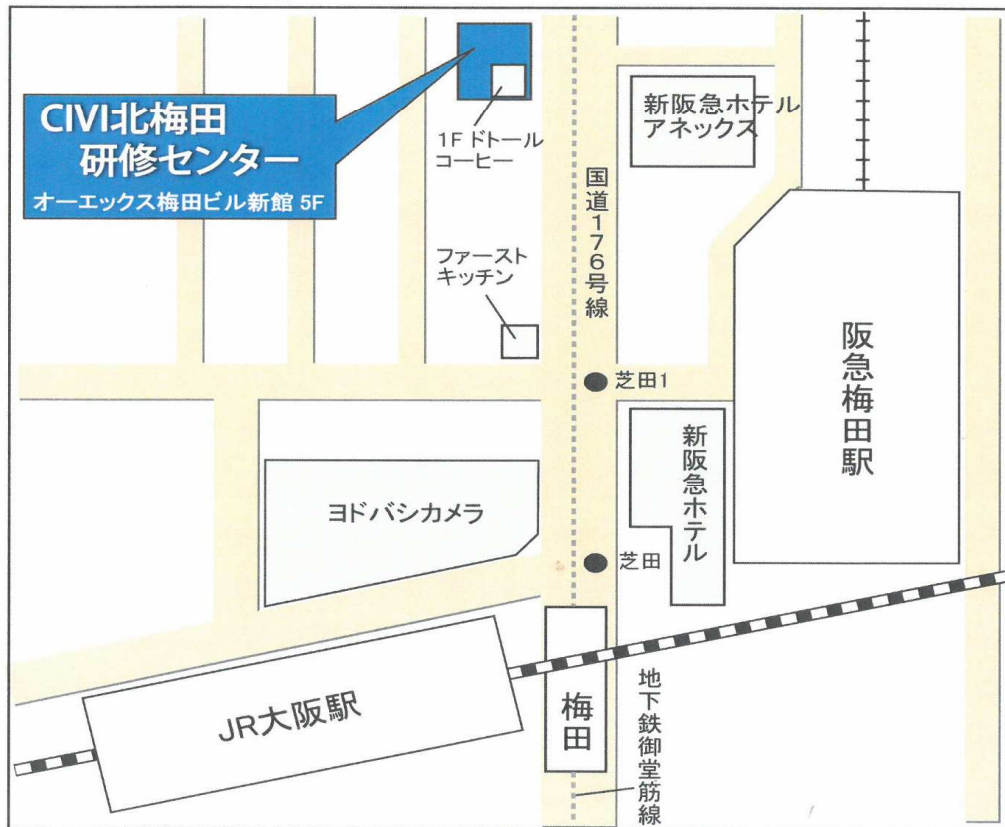 CIVI北梅田
研修センター
オーエックス梅田ビル新館 5F
1F ドトール
コーヒー
新阪急ホテル
アネックス
国道176号線
ファースト
キッチン
芝田1
阪急梅田駅
新阪急ホテル
ヨドバシカメラ
芝田
JR大阪駅
梅田
地下鉄御堂筋線